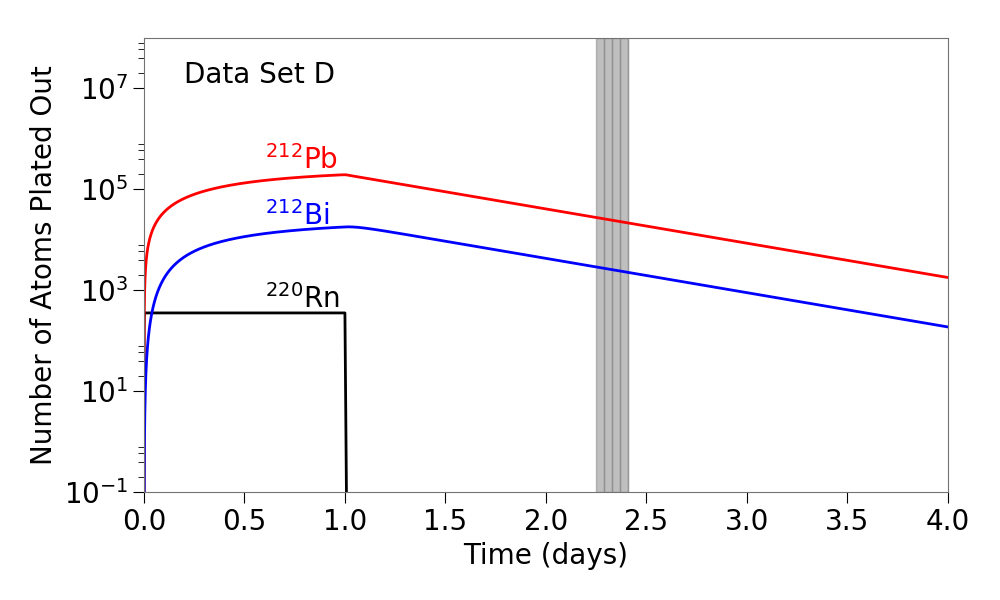 Data Set D
²¹²Pb
²¹²Bi
²²⁰Rn
Number of Atoms Plated Out
10⁷
10⁵
10³
10¹
10⁻¹
0.0 0.5 1.0 1.5 2.0 2.5 3.0 3.5 4.0
Time (days)